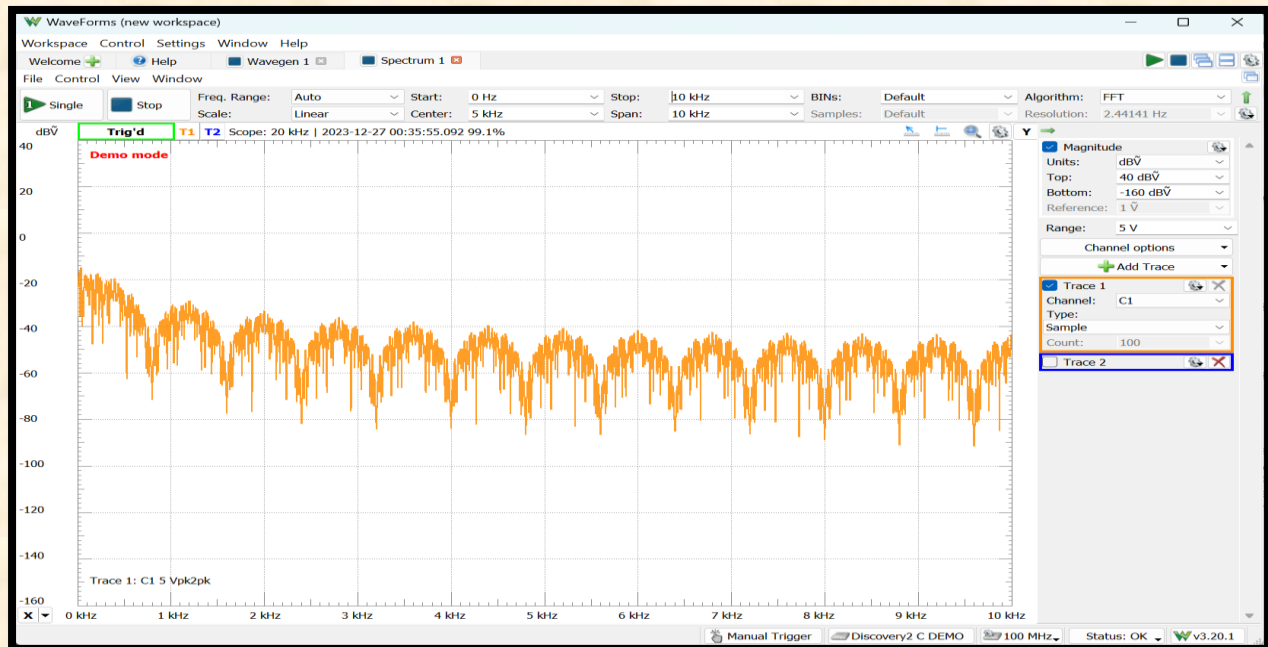 WaveForms (new workspace)
Workspace Control Settings Window Help
Welcome Help Wavegen 1 Spectrum 1
File Control View Window
Single Stop Freq. Range: Auto Start: 0 Hz Stop: 10 kHz BINs: Default Algorithm: FFT
Scale: Linear Center: 5 kHz Span: 10 kHz Samples: Default Resolution: 2.44141 Hz
dBṼ Trig'd T1 T2 Scope: 20 kHz | 2023-12-27 00:35:55.092 99.1% Y
Demo mode
40
20
0
-20
-40
-60
-80
-100
-120
-140
-160
Trace 1: C1 5 Vpk2pk
X 0 kHz 1 kHz 2 kHz 3 kHz 4 kHz 5 kHz 6 kHz 7 kHz 8 kHz 9 kHz 10 kHz
Magnitude
Units: dBṼ
Top: 40 dBṼ
Bottom: -160 dBṼ
Reference: 1 Ṽ
Range: 5 V
Channel options
Add Trace
Trace 1
Channel: C1
Type:
Sample
Count: 100
Trace 2
Manual Trigger Discovery2 C DEMO 100 MHz Status: OK v3.20.1